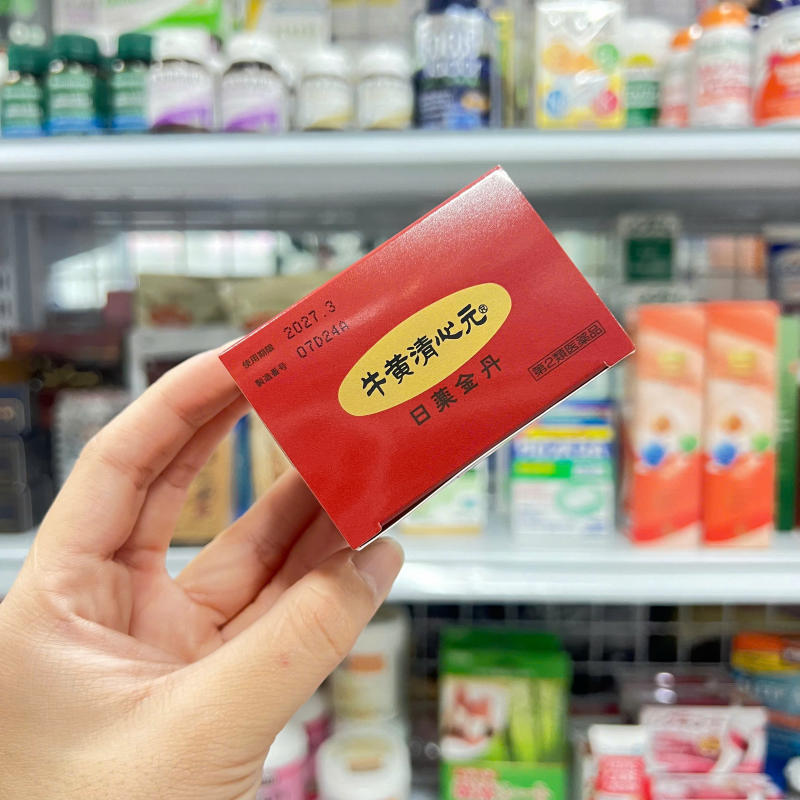 使用期限 2027.3
製造番号 07D24A
牛黄清心元®
日薬金丹
第2類医薬品